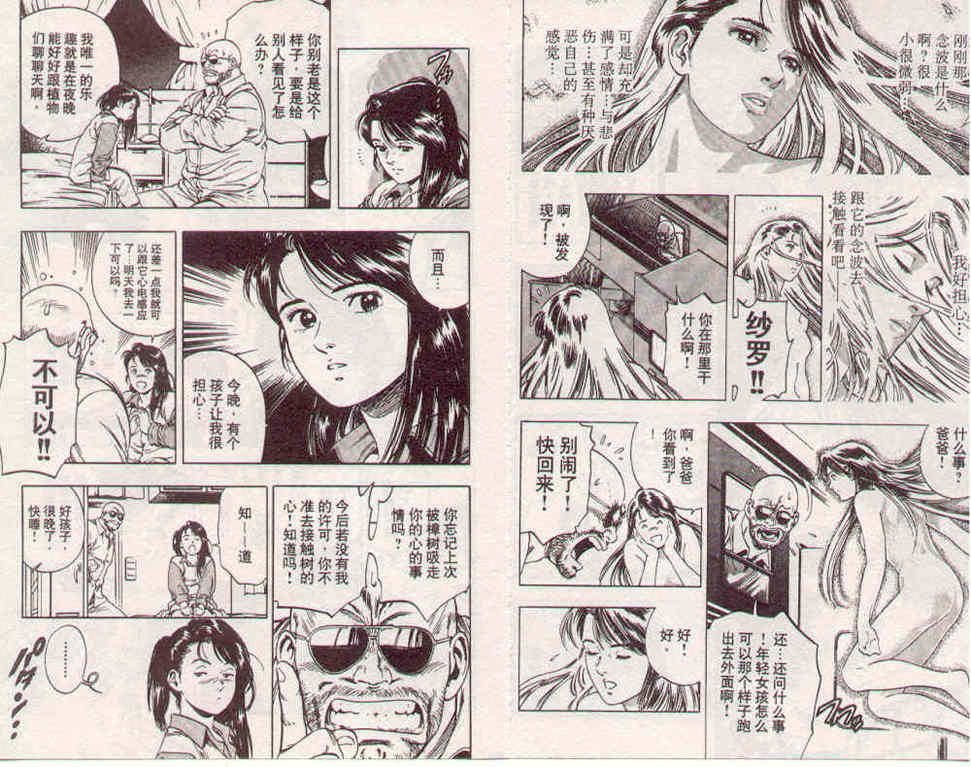 刚刚那
念波是什么
啊?很
小很微弱…
可是却充
满了感情…与悲
伤…甚至有种厌
恶自己的
感觉…
我好担心…
跟它的念波去
接触看看吧
纱罗!!
啊,被发
现了!
你在那里干
什么啊!
什么事?
爸爸!
还…还问什么事
!年轻女孩怎么
可以那个样子跑
出去外面啊!
啊,爸爸
你看到了
!
别闹了!
快回来!
好!
好。
你别老是这个
样子,要是给
别人看见了怎
么办?
我唯一的乐
趣就是在夜晚
能好好跟植物
们聊聊天啊。
而且…
今晚,有个
孩子让我很
担心…
还差一点我就可
以跟它心电感应
了…明天我去一
下可以吗?
不可以!!
你忘记上次
被樟树吸走
你的心的事
情吗?
今后若没有我
的许可,你不
准去接触树的
心!知道吗!
知——道
好孩子,
很晚了,
快睡!
………